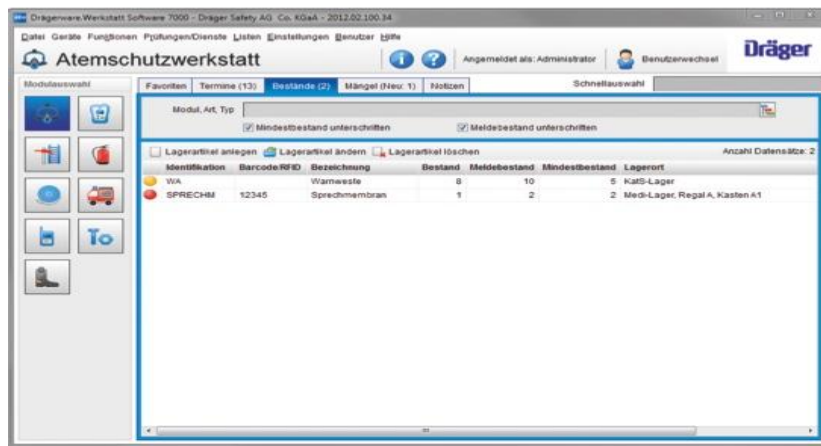 Drägerware.Werkstatt Software 7000 - Dräger Safety AG Co. KGaA - 2012.02.100.34
Datei Geräte Funktionen Prüfungen/Dienste Listen Einstellungen Benutzer Hilfe
Atemschutzwerkstatt Angemeldet als: Administrator Benutzerwechsel Dräger
Modulauswahl Favoriten Termine (13) Bestände (2) Mängel (Neu: 1) Notizen Schnellauswahl
Modul, Art, Typ
Mindestbestand unterschritten Meldebestand unterschritten
Lagerartikel anlegen Lagerartikel ändern Lagerartikel löschen Anzahl Datensätze: 2
Identifikation Barcode/RFID Bezeichnung Bestand Meldebestand Mindestbestand Lagerort
WA Warnweste 8 10 5 KatS-Lager
SPRECHM 12345 Sprechmembran 1 2 2 Medi-Lager, Regal A, Kasten A1
To